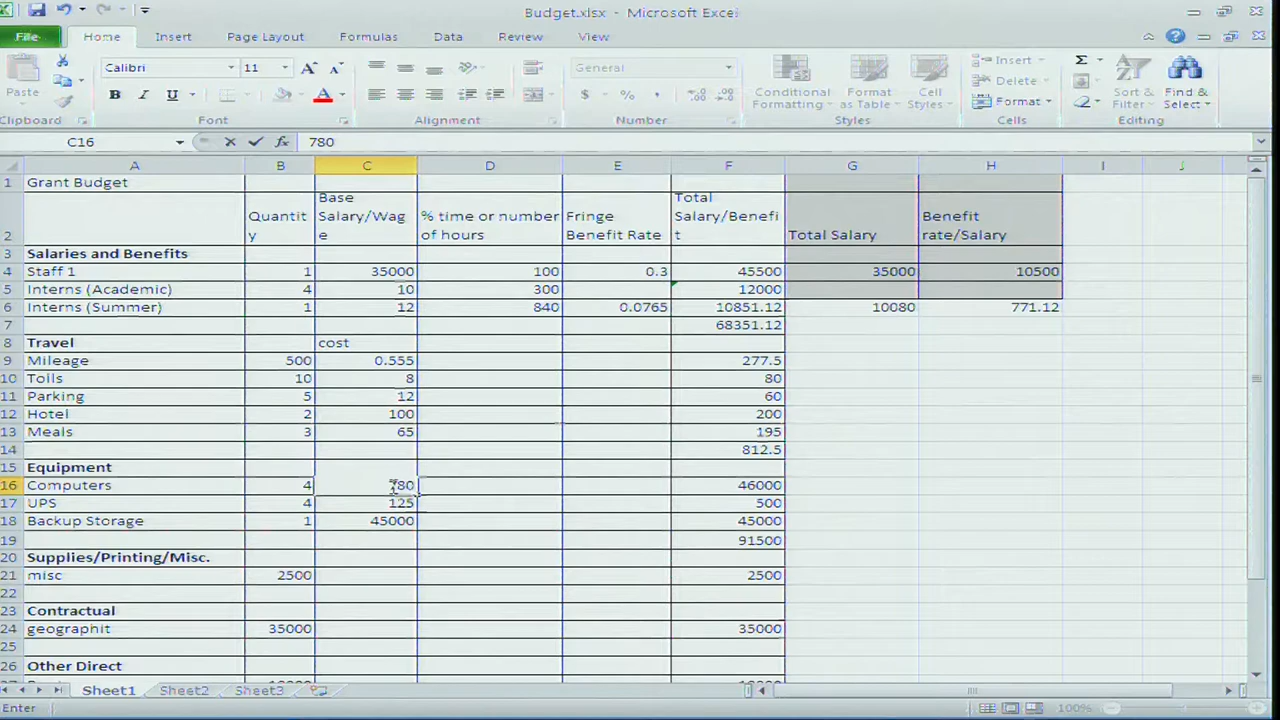 Budget.xlsx - Microsoft Excel
File Home Insert Page Layout Formulas Data Review View
Paste
Calibri 11
General
Conditional Formatting
Format as Table
Cell Styles
Insert
Delete
Format
Sort & Filter
Find & Select
Clipboard Font Alignment Number Styles Cells Editing
C16 780
A B C D E F G H I J
1 Grant Budget
2 Quantity Base Salary/Wage % time or number of hours Fringe Benefit Rate Total Salary/Benefit Total Salary Benefit rate/Salary
3 Salaries and Benefits
4 Staff 1 1 35000 100 0.3 45500 35000 10500
5 Interns (Academic) 4 10 300 12000
6 Interns (Summer) 1 12 840 0.0765 10851.12 10080 771.12
7 68351.12
8 Travel cost
9 Mileage 500 0.555 277.5
10 Tolls 10 8 80
11 Parking 5 12 60
12 Hotel 2 100 200
13 Meals 3 65 195
14 812.5
15 Equipment
16 Computers 4 780 46000
17 UPS 4 125 500
18 Backup Storage 1 45000 45000
19 91500
20 Supplies/Printing/Misc.
21 misc 2500 2500
22
23 Contractual
24 geographit 35000 35000
25
26 Other Direct
Sheet1 Sheet2 Sheet3
Enter 100%